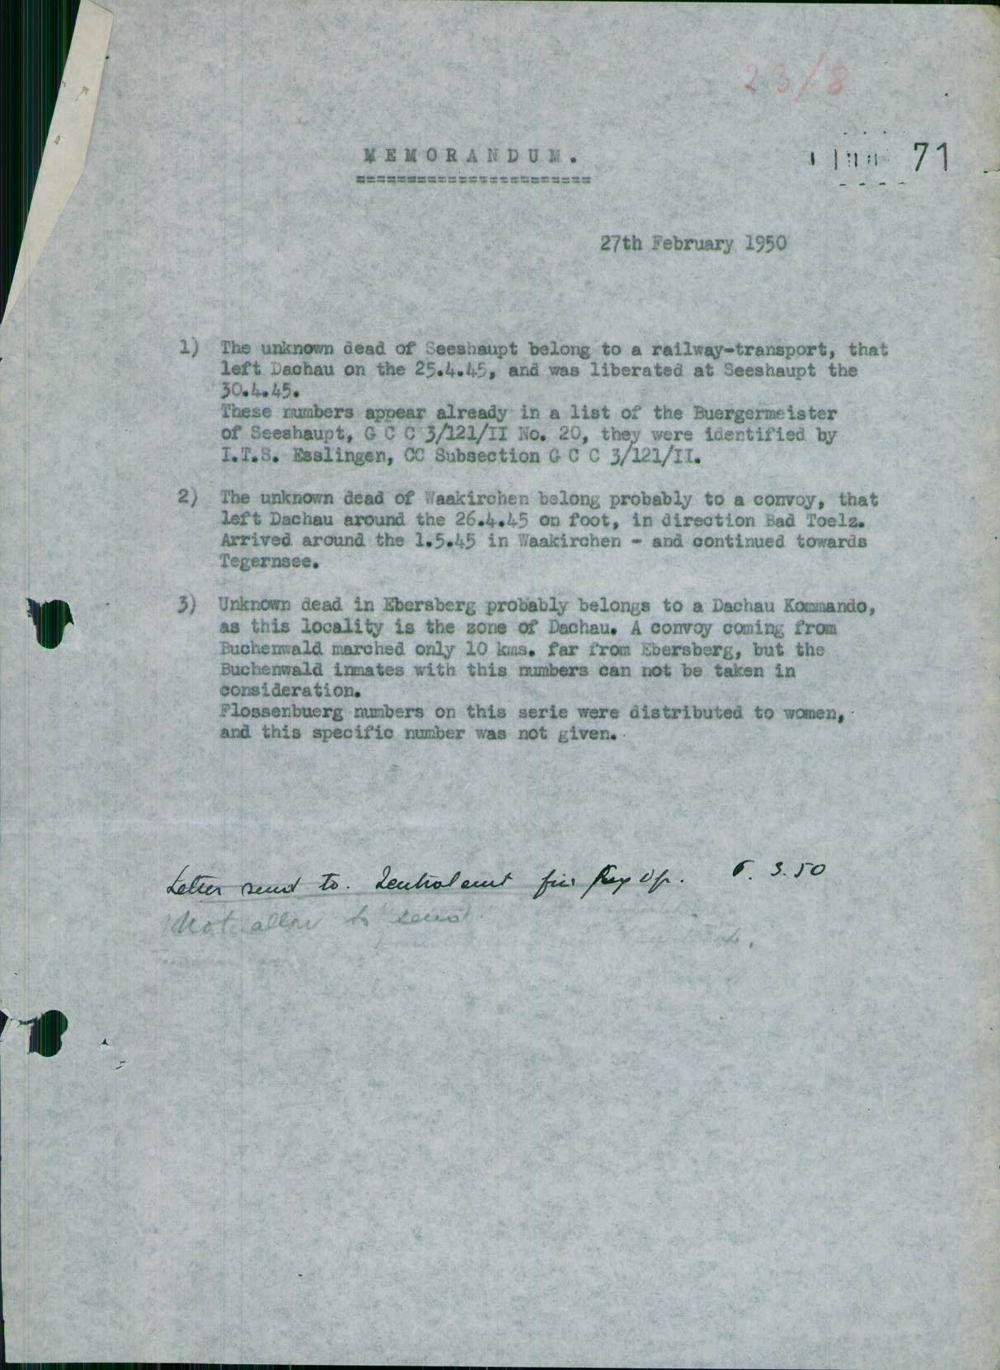 23/8
71
MEMORANDUM.
=======================
27th February 1950
1) The unknown dead of Seeshaupt belong to a railway-transport, that
left Dachau on the 25.4.45, and was liberated at Seeshaupt the
30.4.45.
These numbers appear already in a list of the Buergermeister
of Seeshaupt, G C C 3/121/II No. 20, they were identified by
I.T.S. Esslingen, CC Subsection G C C 3/121/II.
2) The unknown dead of Waakirchen belong probably to a convoy, that
left Dachau around the 26.4.45 on foot, in direction Bad Toelz.
Arrived around the 1.5.45 in Waakirchen - and continued towards
Tegernsee.
3) Unknown dead in Ebersberg probably belongs to a Dachau Kommando,
as this locality is the zone of Dachau. A convoy coming from
Buchenwald marched only 10 kms. far from Ebersberg, but the
Buchenwald inmates with this numbers can not be taken in
consideration.
Flossenbuerg numbers on this serie were distributed to women,
and this specific number was not given.
Letter send to. Zentralamt für 6. 3. 50
Not allow to send